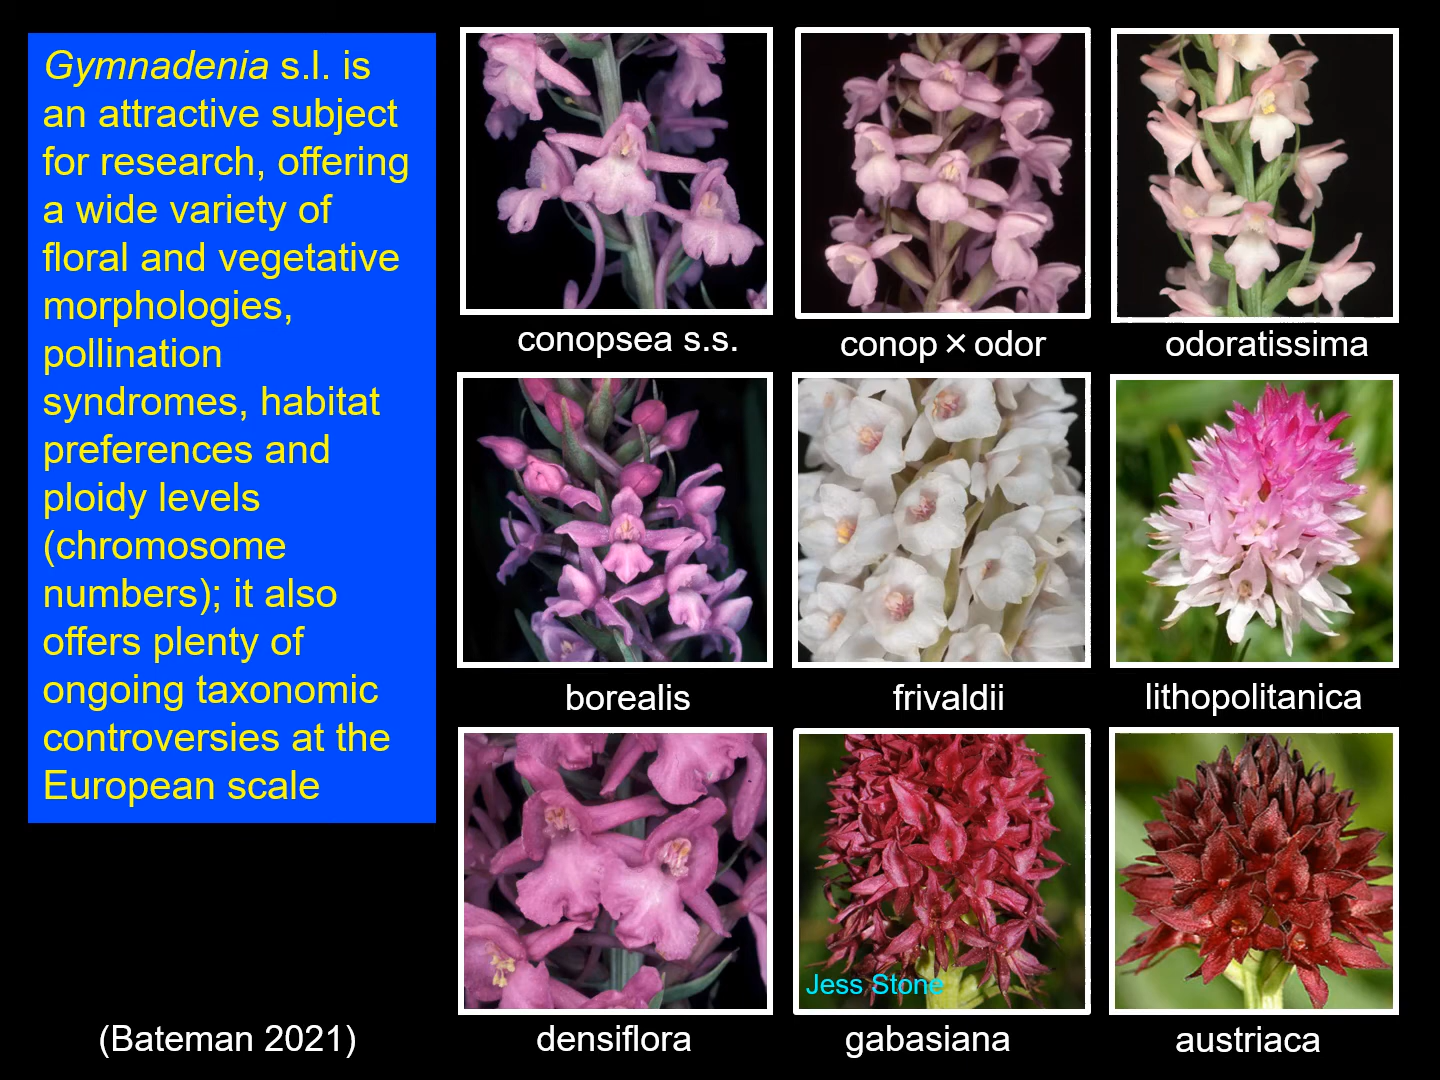 Gymnadenia s.l. is
an attractive subject
for research, offering
a wide variety of
floral and vegetative
morphologies,
pollination
syndromes, habitat
preferences and
ploidy levels
(chromosome
numbers); it also
offers plenty of
ongoing taxonomic
controversies at the
European scale
(Bateman 2021)
conopsea s.s.
conop × odor
odoratissima
borealis
frivaldii
lithopolitanica
Jess Stone
densiflora
gabasiana
austriaca